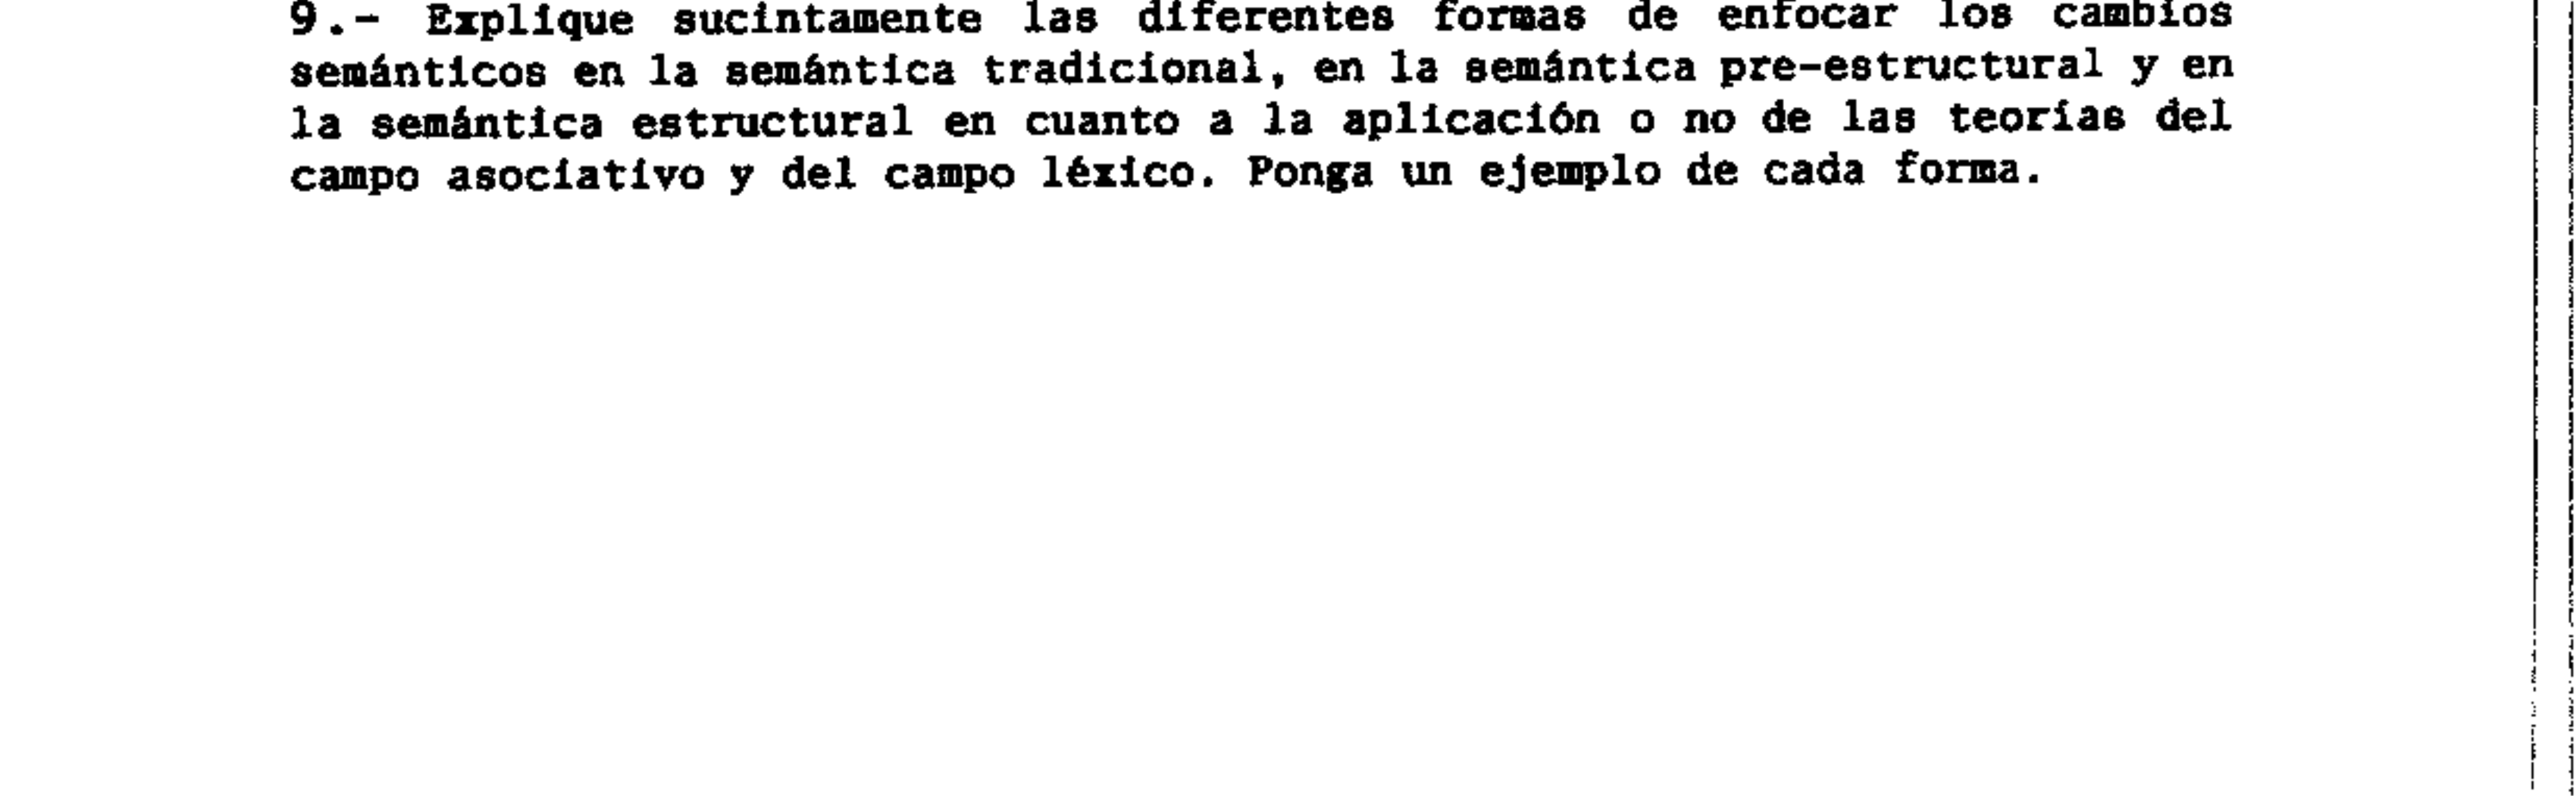 9.- Explique sucintamente las diferentes formas de enfocar los cambios
semánticos en la semántica tradicional, en la semántica pre-estructural y en
la semántica estructural en cuanto a la aplicación o no de las teorías del
campo asociativo y del campo léxico. Ponga un ejemplo de cada forma.